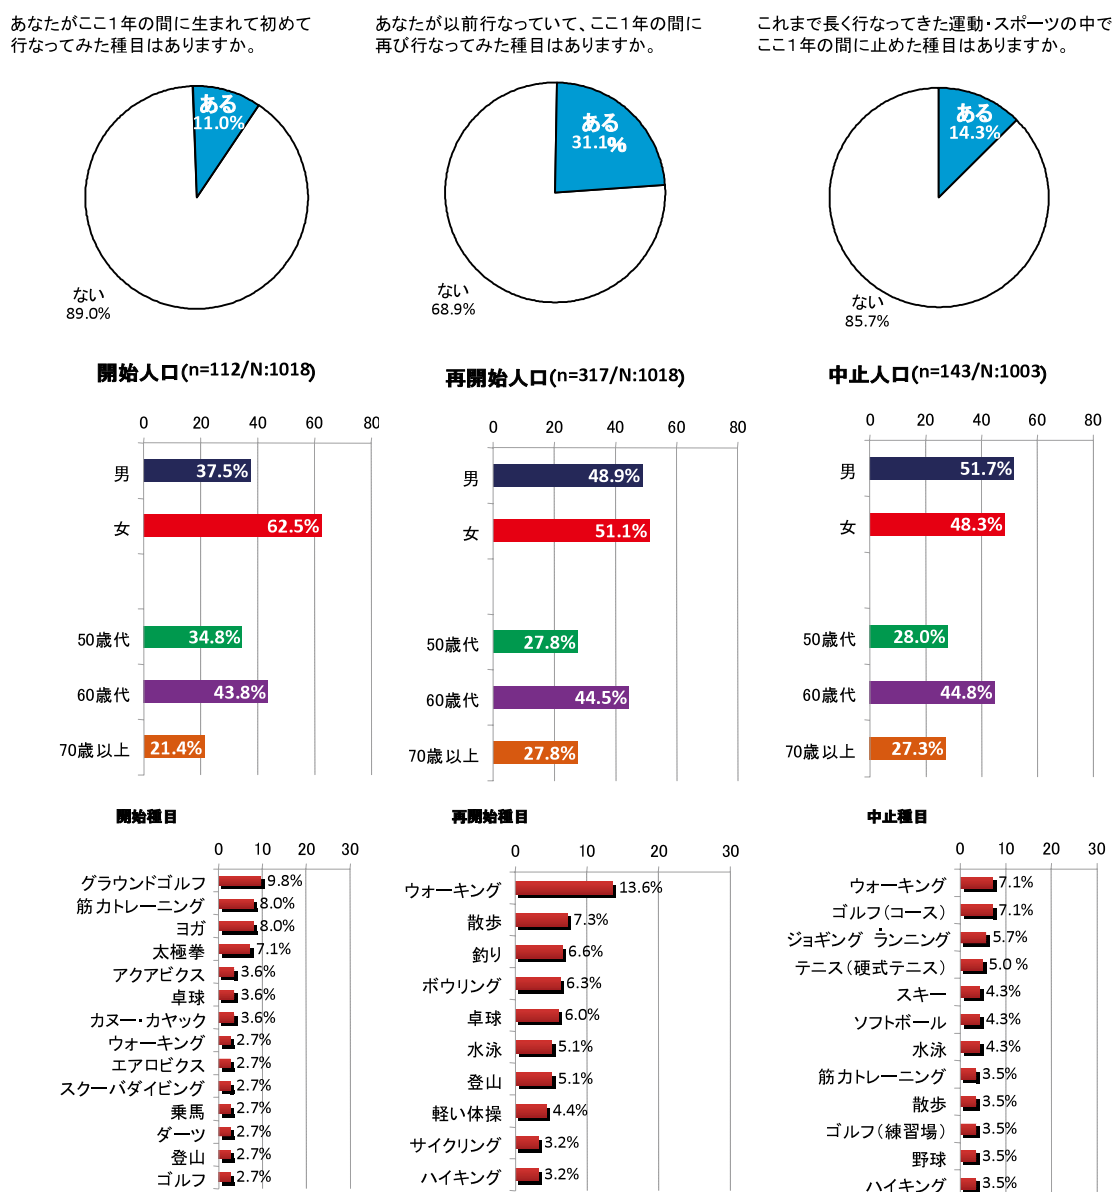 あなたがここ1年の間に生まれて初めて
行なってみた種目はありますか。
ある
11.0%
ない
89.0%
あなたが以前行なっていて、ここ1年の間に
再び行なってみた種目はありますか。
ある
31.1%
ない
68.9%
これまで長く行なってきた運動・スポーツの中で
ここ1年の間に止めた種目はありますか。
ある
14.3%
ない
85.7%
開始人口(n=112/N:1018)
0 20 40 60 80
男 37.5%
女 62.5%
50歳代 34.8%
60歳代 43.8%
70歳以上 21.4%
再開始人口(n=317/N:1018)
0 20 40 60 80
男 48.9%
女 51.1%
50歳代 27.8%
60歳代 44.5%
70歳以上 27.8%
中止人口(n=143/N:1003)
0 20 40 60 80
男 51.7%
女 48.3%
50歳代 28.0%
60歳代 44.8%
70歳以上 27.3%
開始種目
0 10 20 30
グラウンドゴルフ 9.8%
筋力トレーニング 8.0%
ヨガ 8.0%
太極拳 7.1%
アクアビクス 3.6%
卓球 3.6%
カヌー・カヤック 3.6%
ウォーキング 2.7%
エアロビクス 2.7%
スクーバダイビング 2.7%
乗馬 2.7%
ダーツ 2.7%
登山 2.7%
ゴルフ 2.7%
再開始種目
0 10 20 30
ウォーキング 13.6%
散歩 7.3%
釣り 6.6%
ボウリング 6.3%
卓球 6.0%
水泳 5.1%
登山 5.1%
軽い体操 4.4%
サイクリング 3.2%
ハイキング 3.2%
中止種目
0 10 20 30
ウォーキング 7.1%
ゴルフ(コース) 7.1%
ジョギング・ランニング 5.7%
テニス(硬式テニス) 5.0%
スキー 4.3%
ソフトボール 4.3%
水泳 4.3%
筋力トレーニング 3.5%
散歩 3.5%
ゴルフ(練習場) 3.5%
野球 3.5%
ハイキング 3.5%